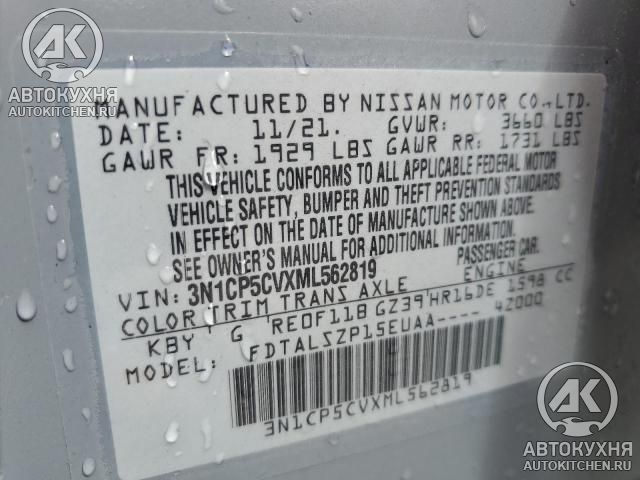 АК
АВТОКУХНЯ
AUTOKITCHEN.RU
MANUFACTURED BY NISSAN MOTOR CO.,LTD.
DATE: 11/21. GVWR: 3660 LBS
GAWR FR: 1929 LBS GAWR RR: 1731 LBS
THIS VEHICLE CONFORMS TO ALL APPLICABLE FEDERAL MOTOR
VEHICLE SAFETY, BUMPER AND THEFT PREVENTION STANDARDS
IN EFFECT ON THE DATE OF MANUFACTURE SHOWN ABOVE.
SEE OWNER'S MANUAL FOR ADDITIONAL INFORMATION.
VIN: 3N1CP5CVXML562819 PASSENGER CAR.
COLOR TRIM TRANS AXLE ENGINE
KBY G RE0F11B GZ39 HR16DE 1598 CC
MODEL: FDTALSZP15EUAA---- 42000
3N1CP5CVXML562819
АК
АВТОКУХНЯ
AUTOKITCHEN.RU